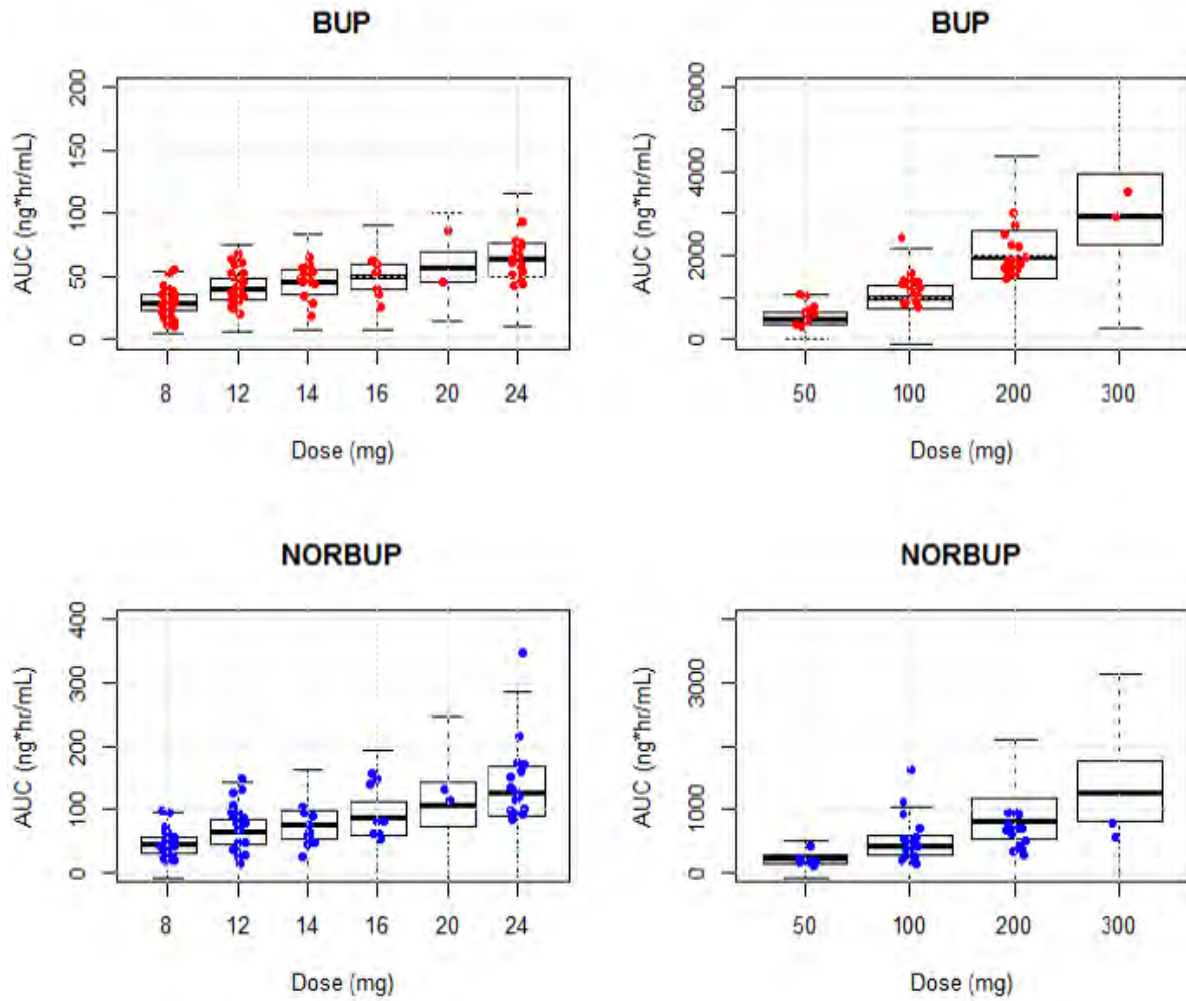 BUP
AUC (ng*hr/mL)
200
150
100
50
0
8 12 14 16 20 24
Dose (mg)
BUP
AUC (ng*hr/mL)
6000
4000
2000
0
50 100 200 300
Dose (mg)
NORBUP
AUC (ng*hr/mL)
400
300
200
100
0
8 12 14 16 20 24
Dose (mg)
NORBUP
AUC (ng*hr/mL)
3000
1000
0
50 100 200 300
Dose (mg)